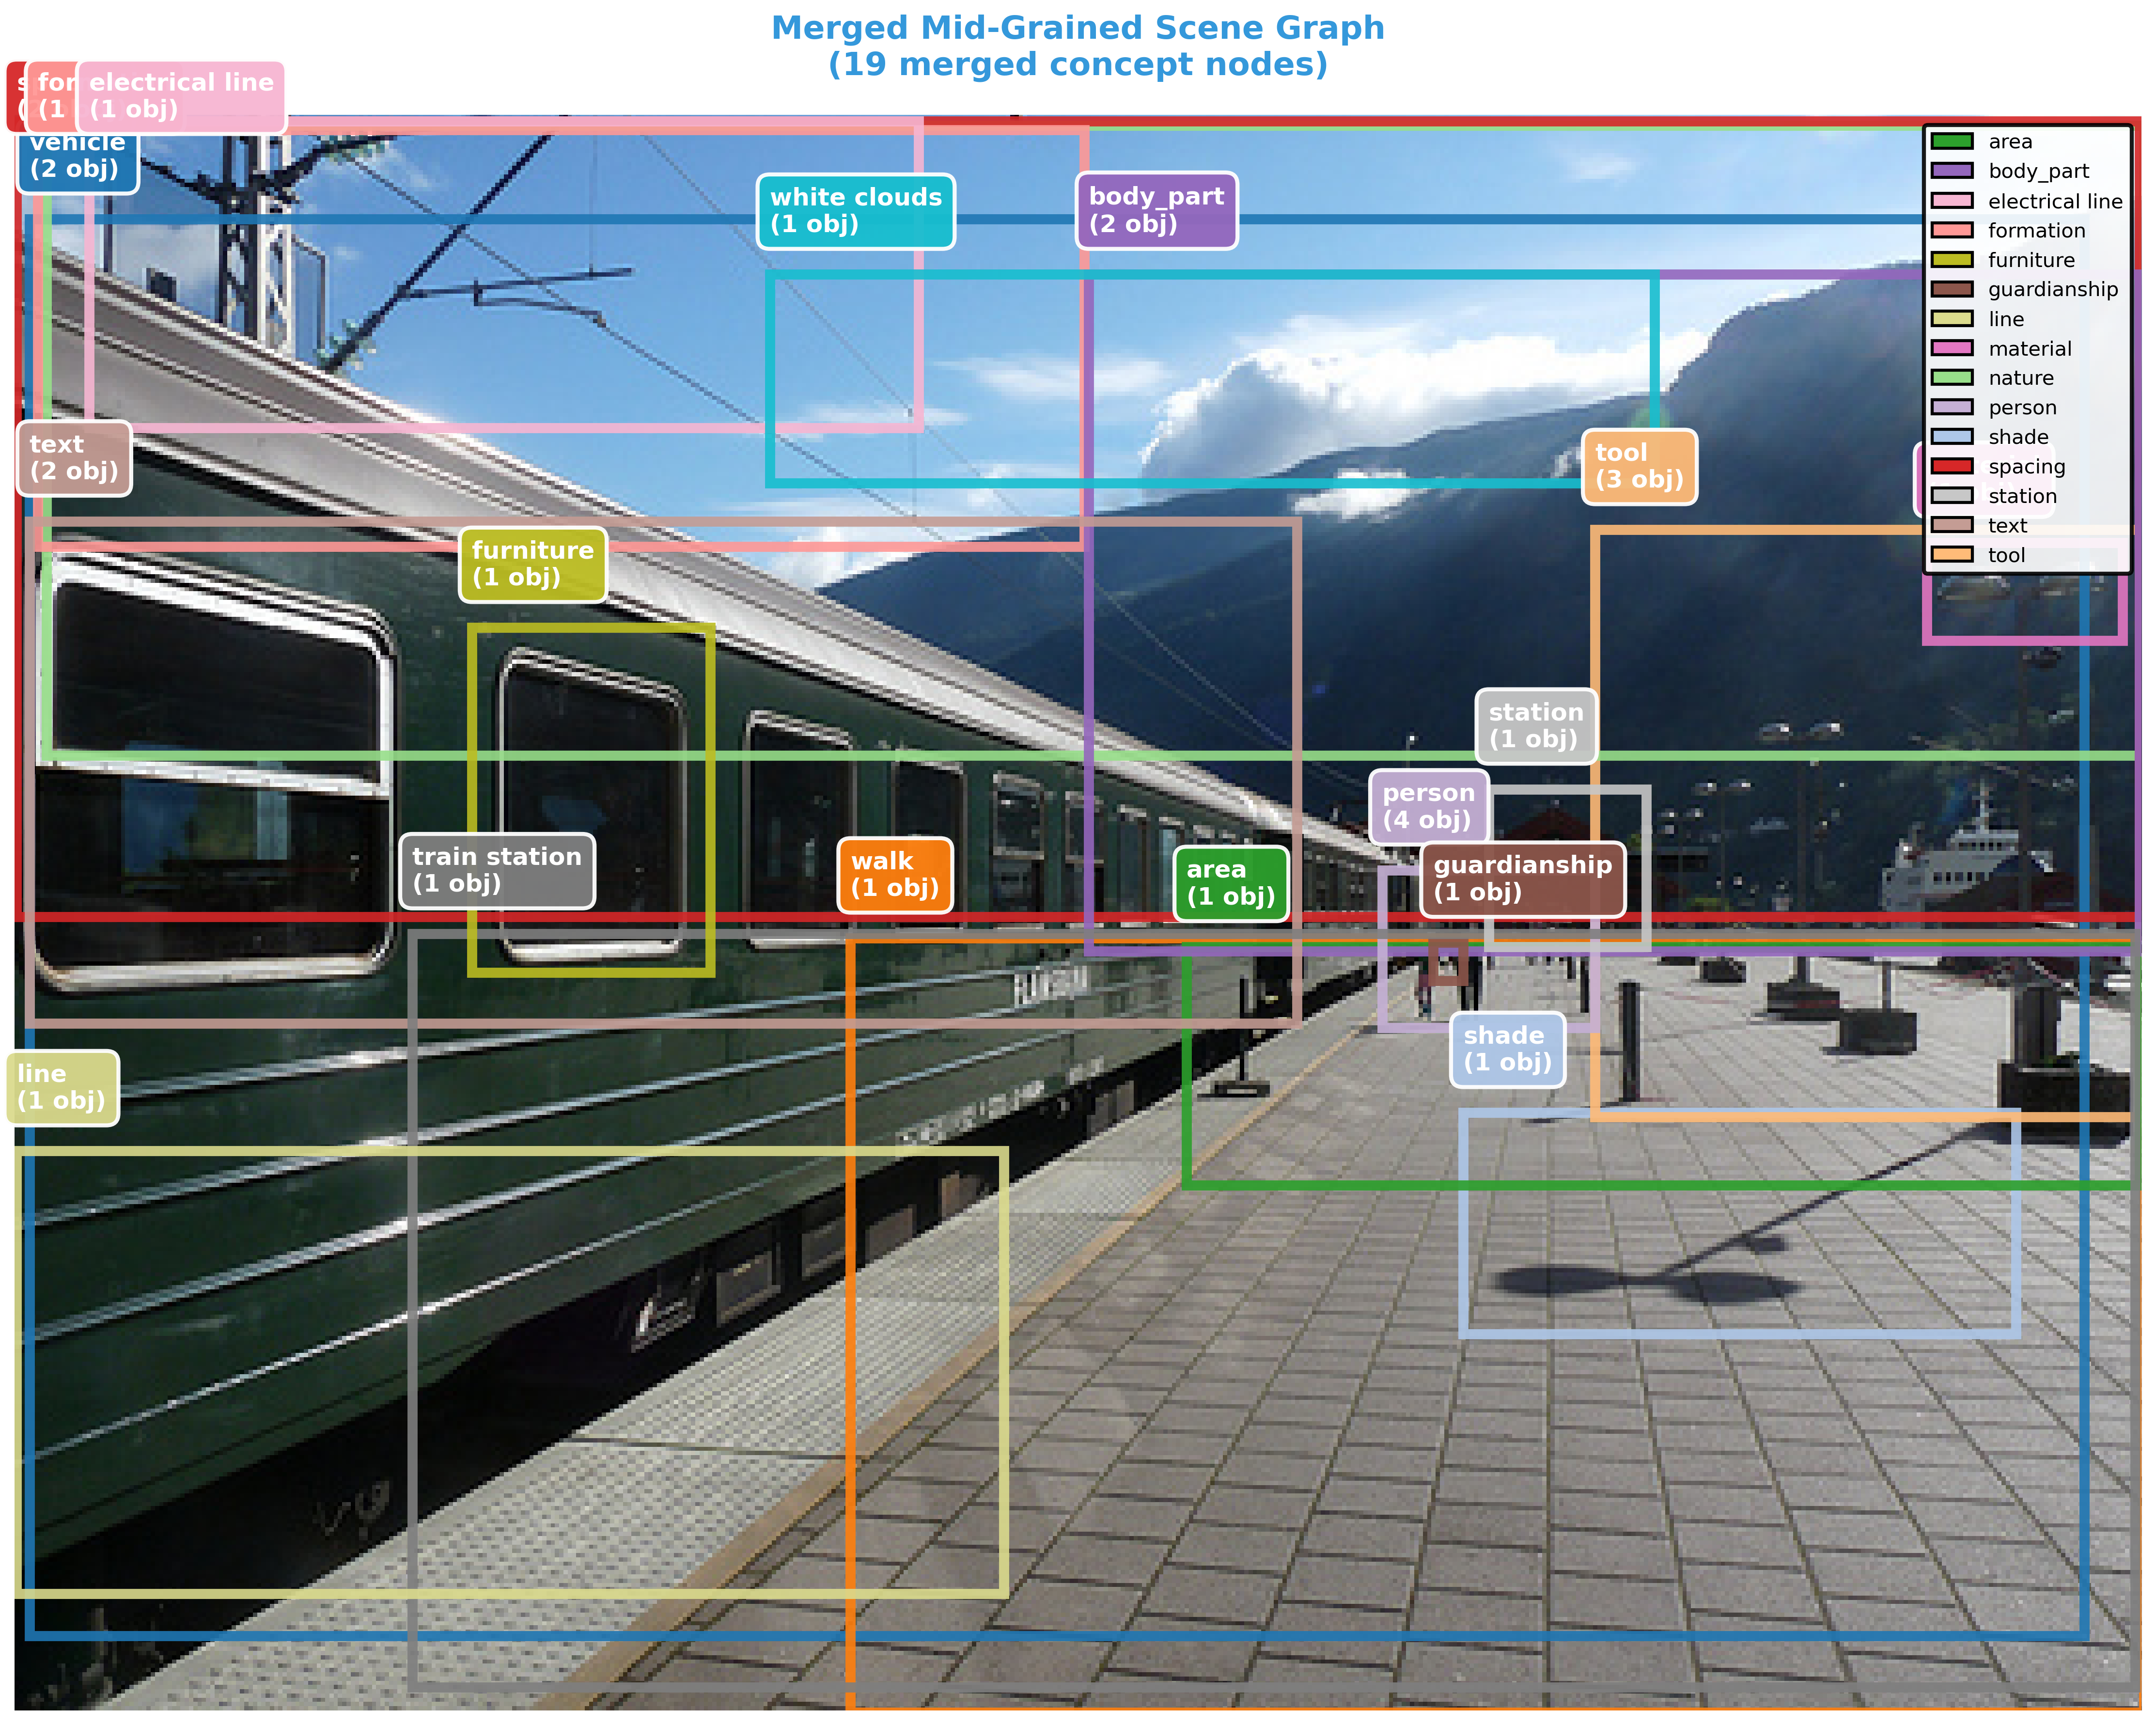 Merged Mid-Grained Scene Graph
(19 merged concept nodes)
electrical line
(1 obj)
vehicle
(2 obj)
white clouds
(1 obj)
body_part
(2 obj)
text
(2 obj)
furniture
(1 obj)
tool
(3 obj)
station
(1 obj)
person
(4 obj)
train station
(1 obj)
walk
(1 obj)
area
(1 obj)
guardianship
(1 obj)
shade
(1 obj)
line
(1 obj)
area
body_part
electrical line
formation
furniture
guardianship
line
material
nature
person
shade
spacing
station
text
tool